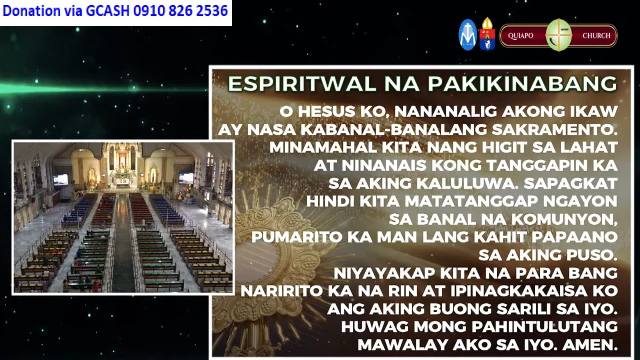 Donation via GCASH 0910 826 2536
QUIAPO CHURCH
ESPIRITWAL NA PAKIKINABANG
O HESUS KO, NANANALIG AKONG IKAW
AY NASA KABANAL-BANALANG SAKRAMENTO.
MINAMAHAL KITA NANG HIGIT SA LAHAT
AT NINANAIS KONG TANGGAPIN KA
SA AKING KALULUWA. SAPAGKAT
HINDI KITA MATATANGGAP NGAYON
SA BANAL NA KOMUNYON,
PUMARITO KA MAN LANG KAHIT PAPAANO
SA AKING PUSO.
NIYAYAKAP KITA NA PARA BANG
NARIRITO KA NA RIN AT IPINAGKAKAISA KO
ANG AKING BUONG SARILI SA IYO.
HUWAG MONG PAHINTULUTANG
MAWALAY AKO SA IYO. AMEN.